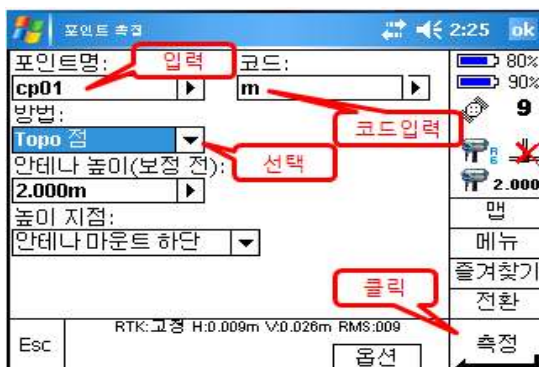 포인트 측정 2:25 ok
포인트명: 입력 코드: 80%
cp01 m 90%
방법: 코드입력 9
Topo 점 선택
안테나 높이(보정 전):
2.000m 2.000
높이 지점: 맵
안테나 마운트 하단 메뉴
즐겨찾기
클릭 전환
RTK:고정 H:0.009m V:0.026m RMS:009
Esc 옵션 측정